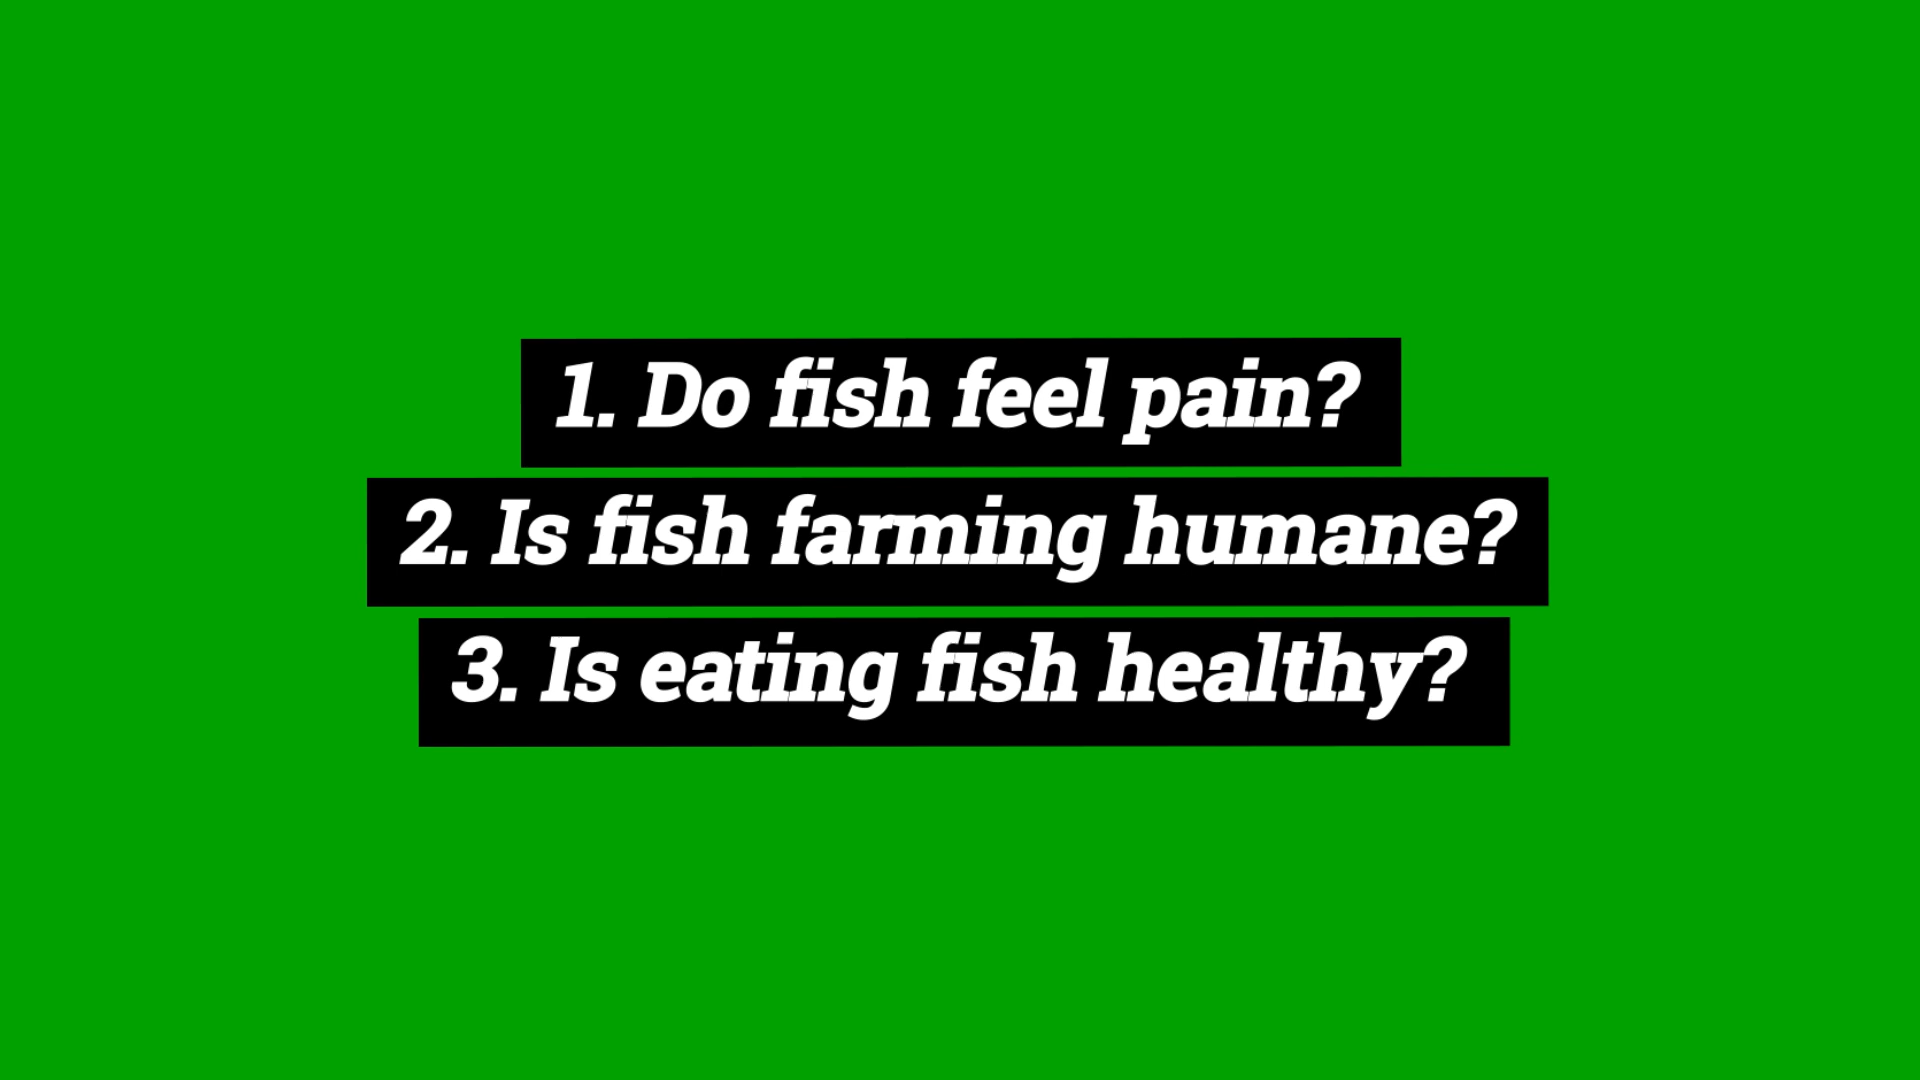 1. Do fish feel pain?
2. Is fish farming humane?
3. Is eating fish healthy?